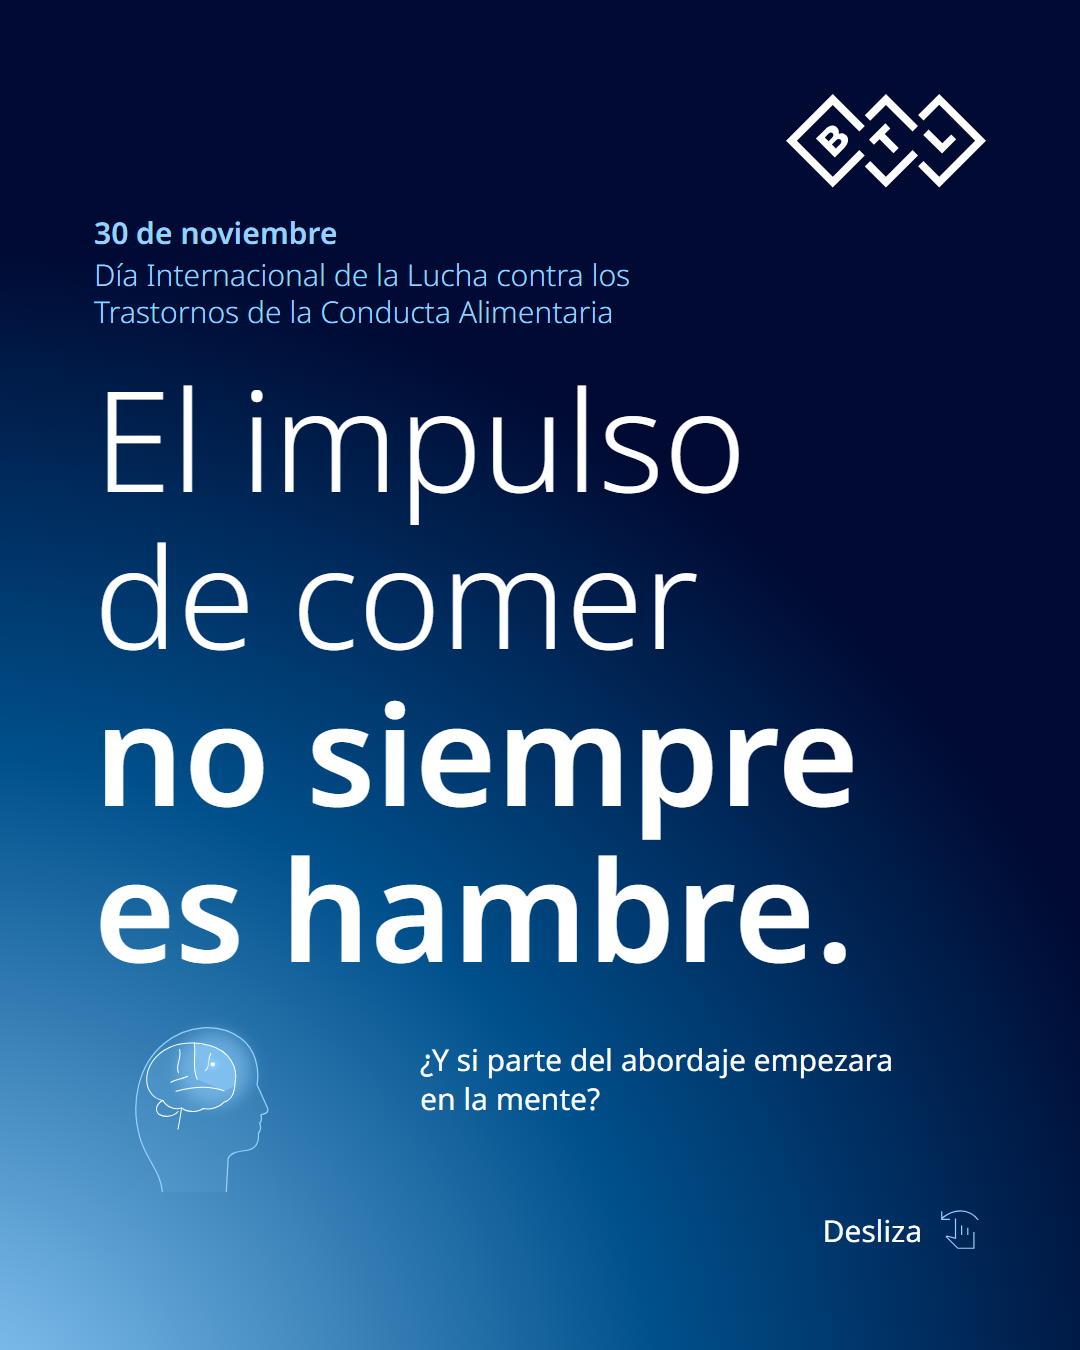 BTL
30 de noviembre
Día Internacional de la Lucha contra los
Trastornos de la Conducta Alimentaria
El impulso
de comer
no siempre
es hambre.
¿Y si parte del abordaje empezara
en la mente?
Desliza